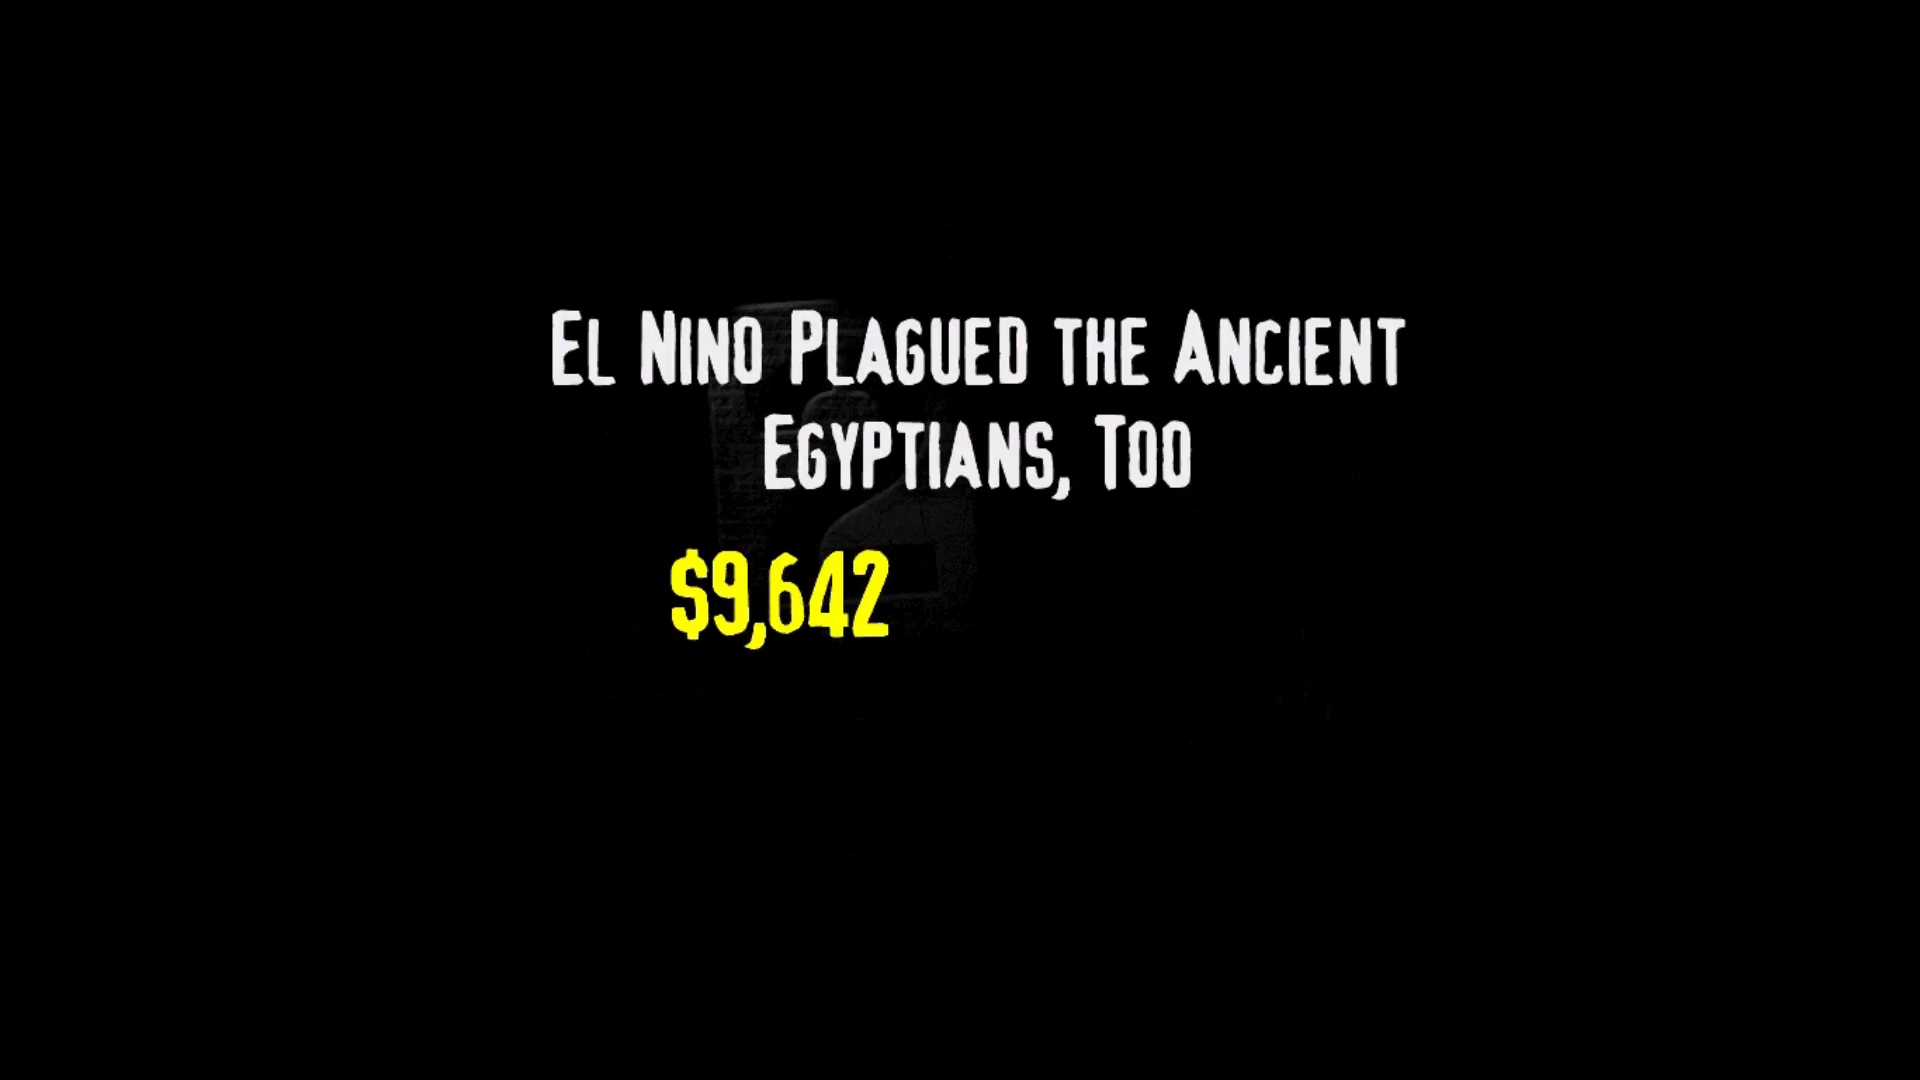 El Nino Plagued the Ancient
Egyptians, Too
$9,642